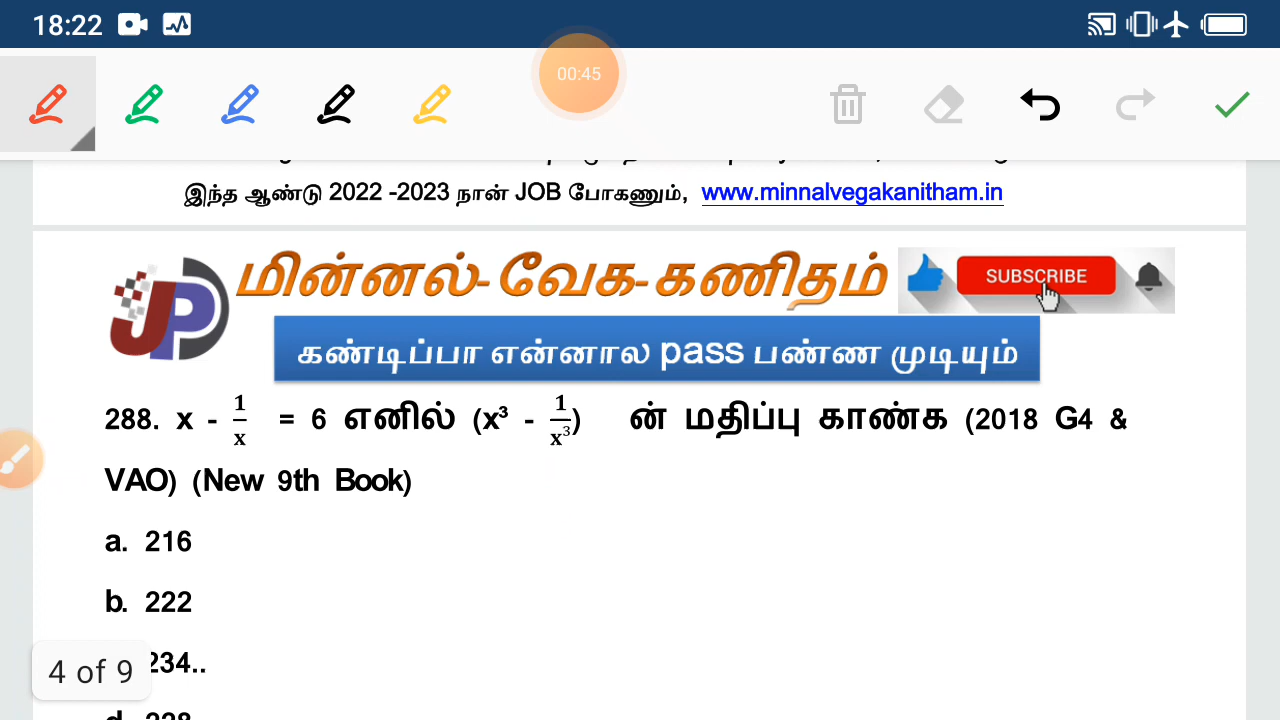 18:22
00:45
இந்த ஆண்டு 2022 -2023 நான் JOB போகணும், www.minnalvegakanitham.in
JP மின்னல்-வேக-கணிதம் SUBSCRIBE
கண்டிப்பா என்னால pass பண்ண முடியும்
288. x - 1/x = 6 எனில் (x³ - 1/x³) ன் மதிப்பு காண்க (2018 G4 &
VAO) (New 9th Book)
a. 216
b. 222
234..
4 of 9